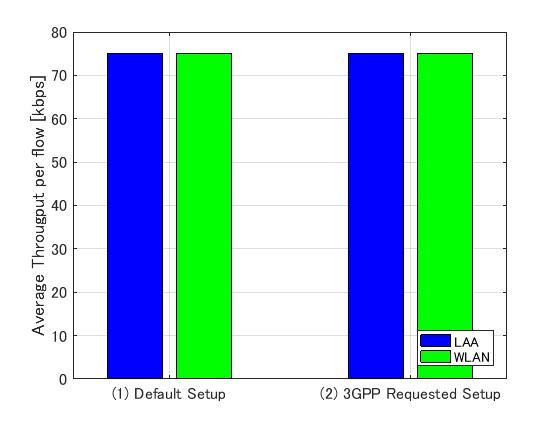 80
70
60
50
40
30
20
10
0
Average Througput per flow [kbps]
(1) Default Setup
(2) 3GPP Requested Setup
LAA
WLAN